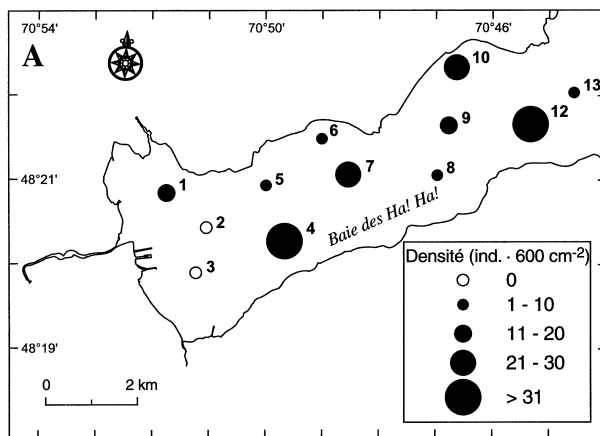 70°54' 70°50' 70°46'
A
10
13
12
9
6
7
8
48°21'
1
5
2
4
Baie des Ha! Ha!
3
Densité (ind. · 600 cm-2)
0
1 - 10
11 - 20
21 - 30
> 31
48°19'
0 2 km